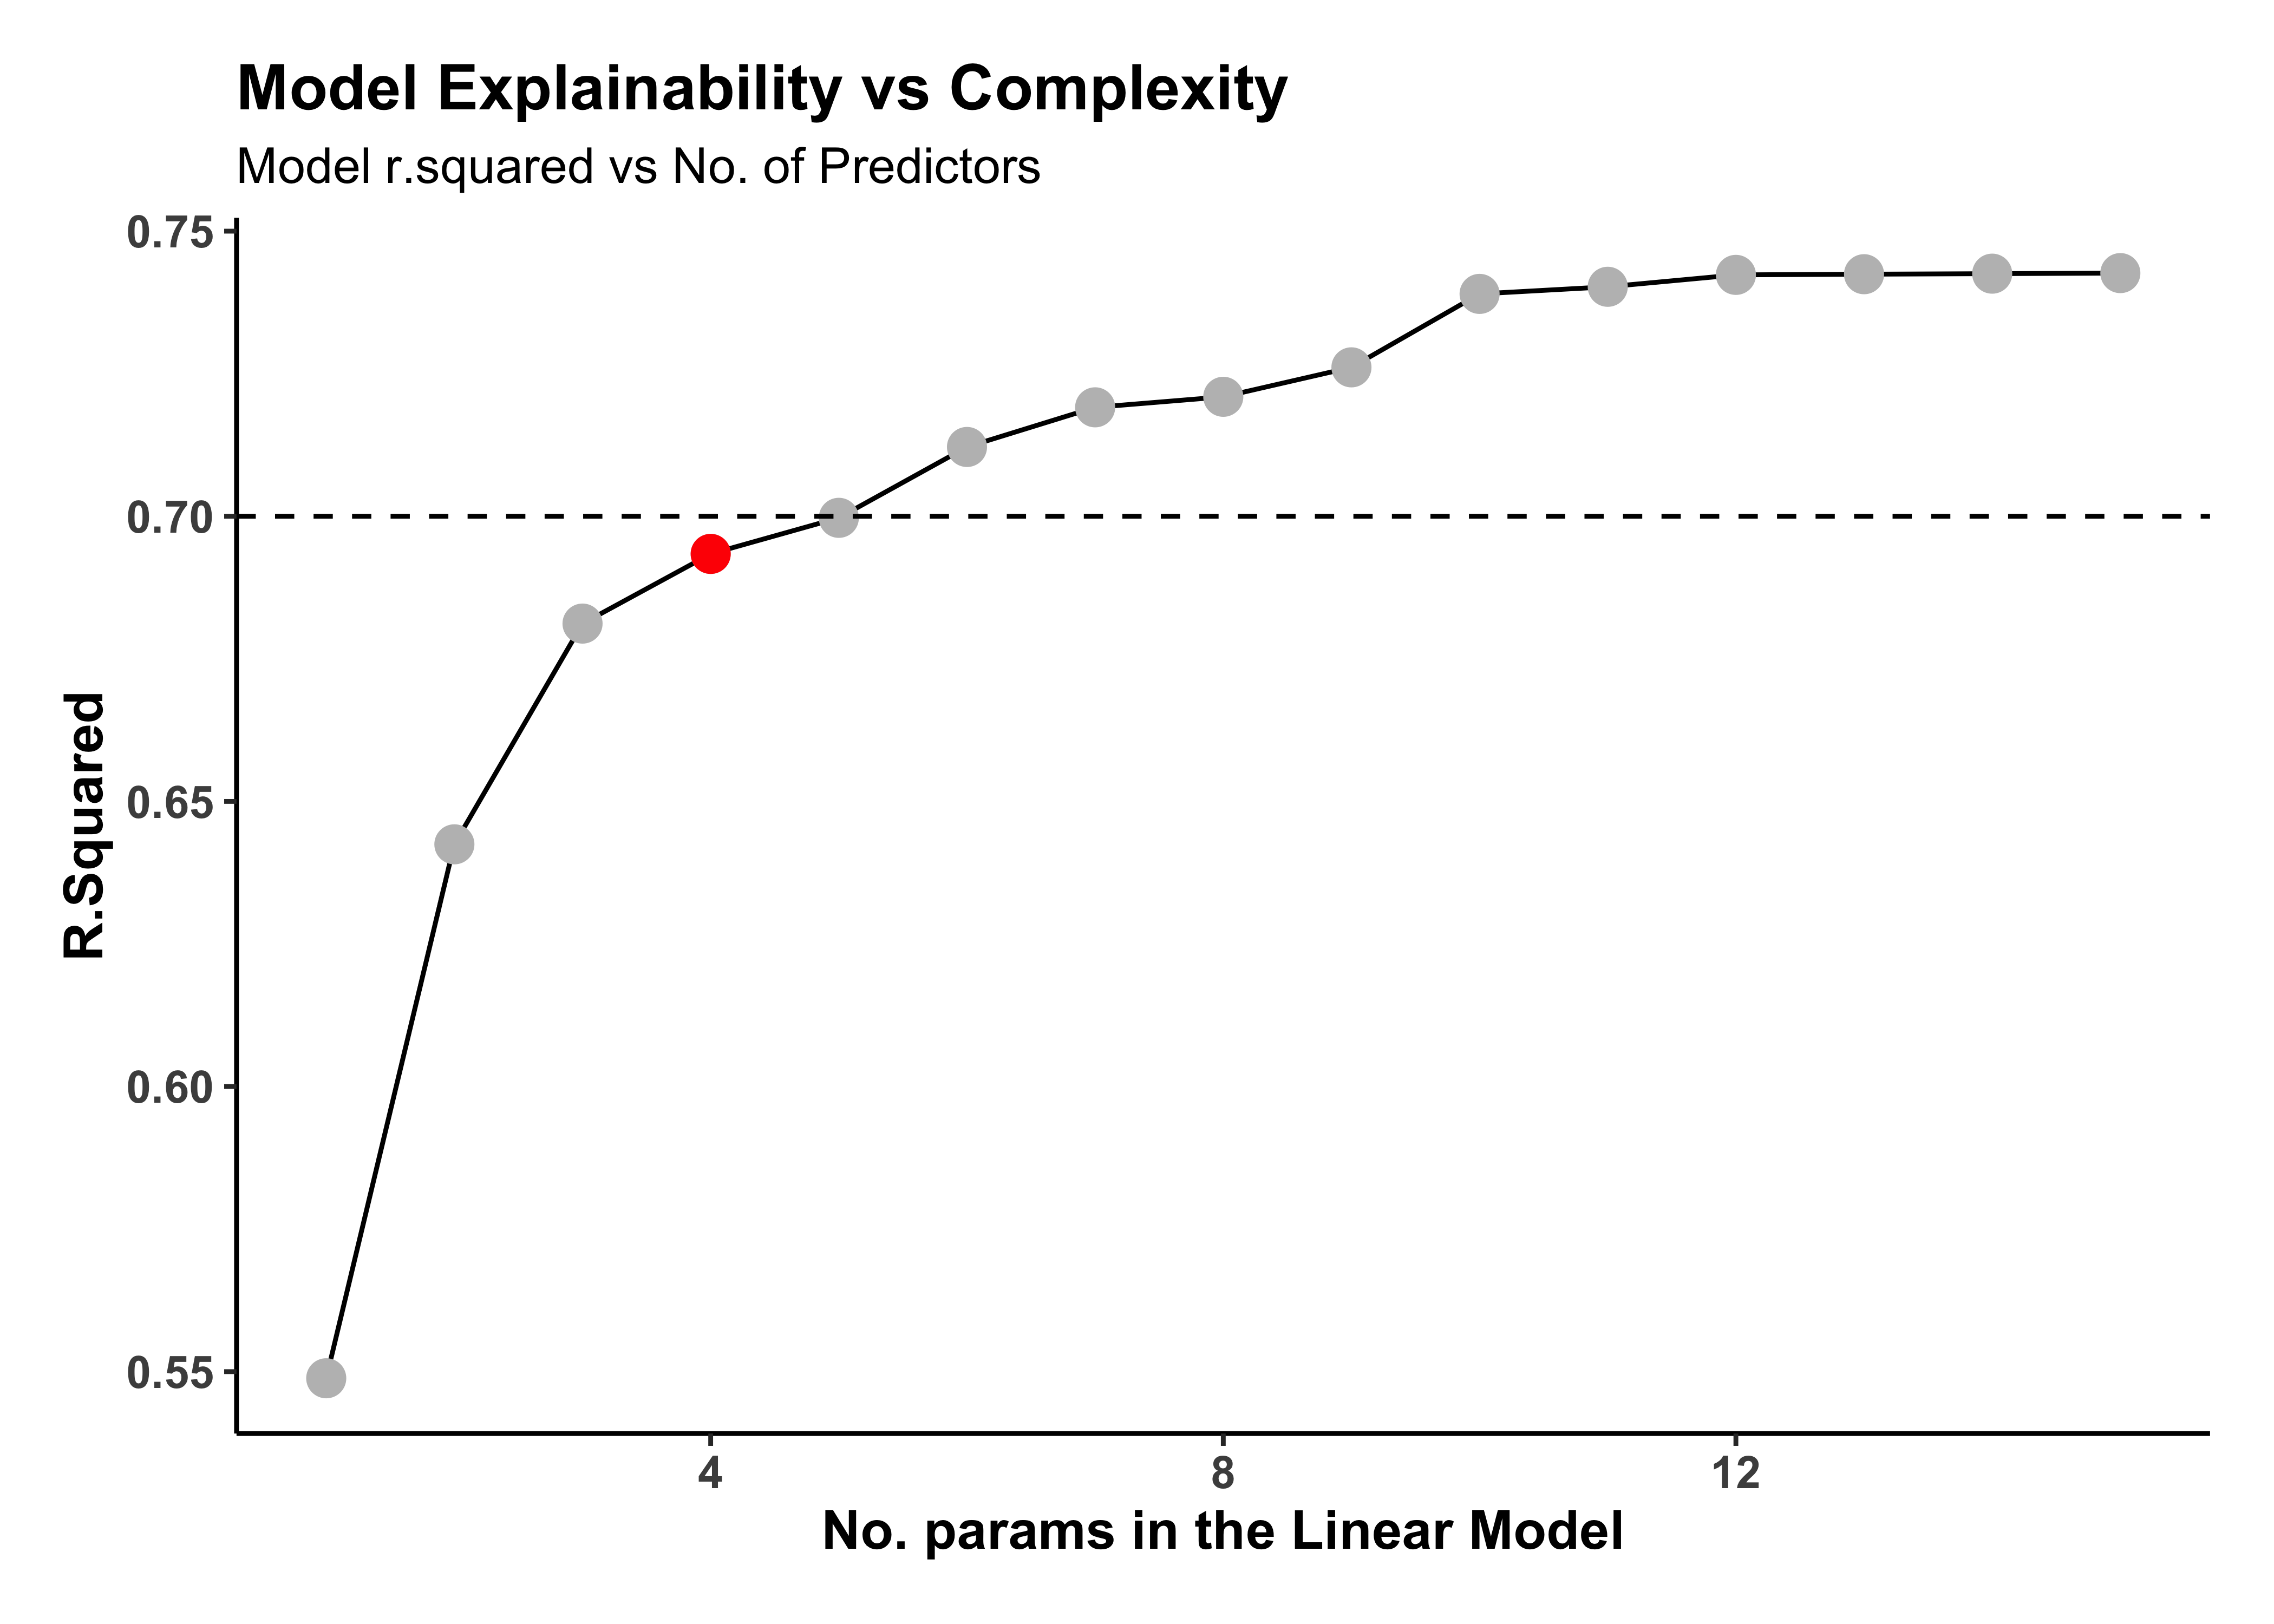 Model Explainability vs Complexity
Model r.squared vs No. of Predictors
0.75
0.70
0.65
0.60
0.55
R.Squared
4
8
12
No. params in the Linear Model